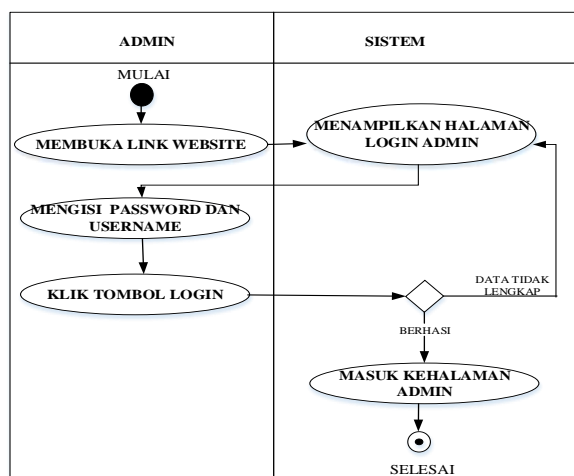 ADMIN
SISTEM
MULAI
MEMBUKA LINK WEBSITE
MENAMPILKAN HALAMAN
LOGIN ADMIN
MENGISI PASSWORD DAN
USERNAME
KLIK TOMBOL LOGIN
DATA TIDAK
LENGKAP
BERHASI
MASUK KEHALAMAN
ADMIN
SELESAI